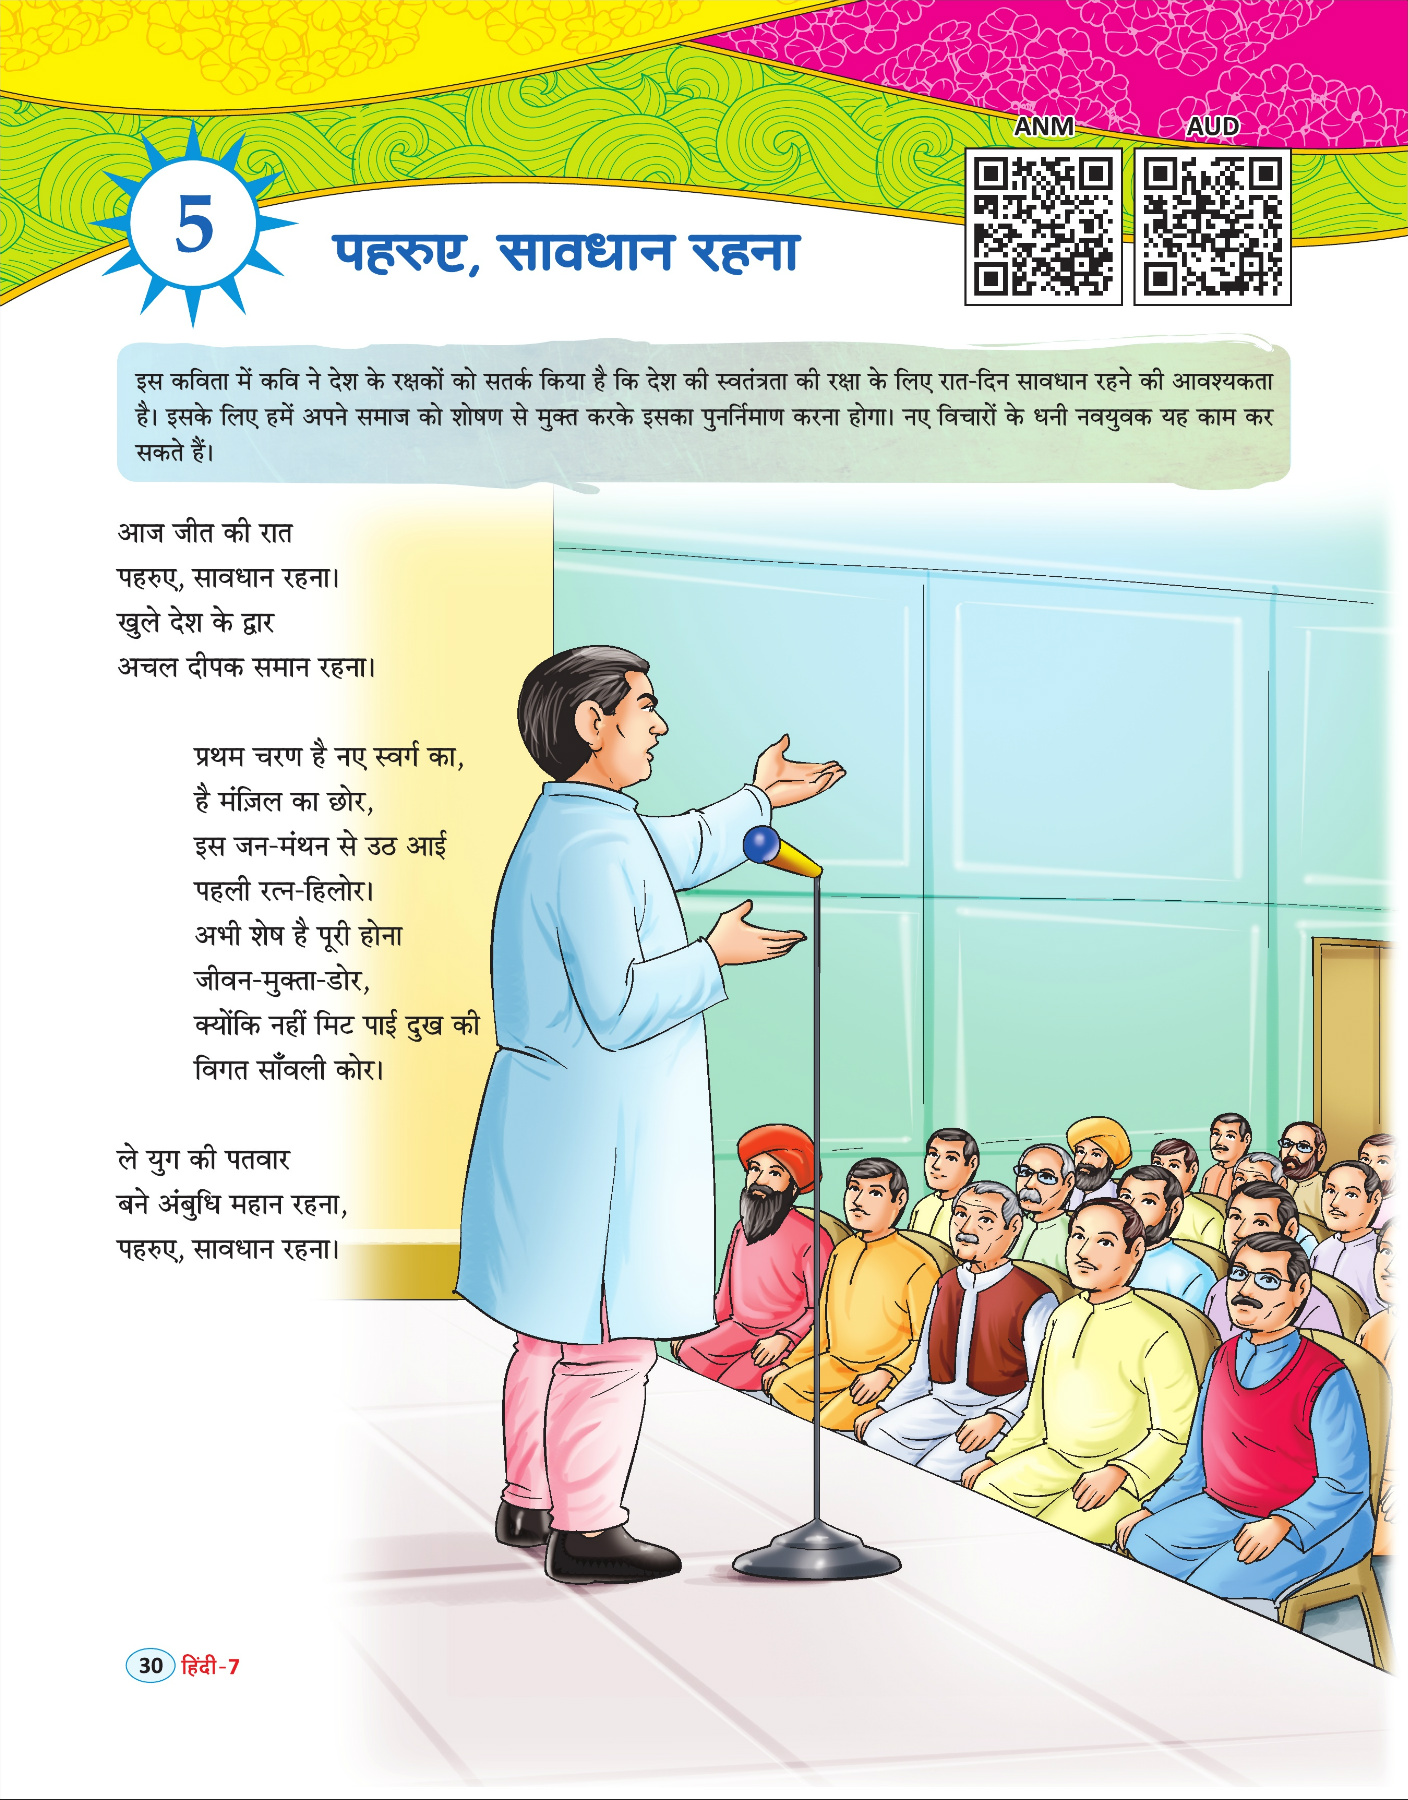 ANM
AUD
5
पहरुए, सावधान रहना
इस कविता में कवि ने देश के रक्षकों को सतर्क किया है कि देश की स्वतंत्रता की रक्षा के लिए रात-दिन सावधान रहने की आवश्यकता
है। इसके लिए हमें अपने समाज को शोषण से मुक्त करके इसका पुनर्निमाण करना होगा। नए विचारों के धनी नवयुवक यह काम कर
सकते हैं।
आज जीत की रात
पहरुए, सावधान रहना।
खुले देश के द्वार
अचल दीपक समान रहना।
प्रथम चरण है नए स्वर्ग का,
है मंज़िल का छोर,
इस जन-मंथन से उठ आई
पहली रत्न-हिलोर।
अभी शेष है पूरी होना
जीवन-मुक्ता-डोर,
क्योंकि नहीं मिट पाई दुख की
विगत साँवली कोर।
ले युग की पतवार
बने अंबुधि महान रहना,
पहरुए, सावधान रहना।
30 हिंदी-7